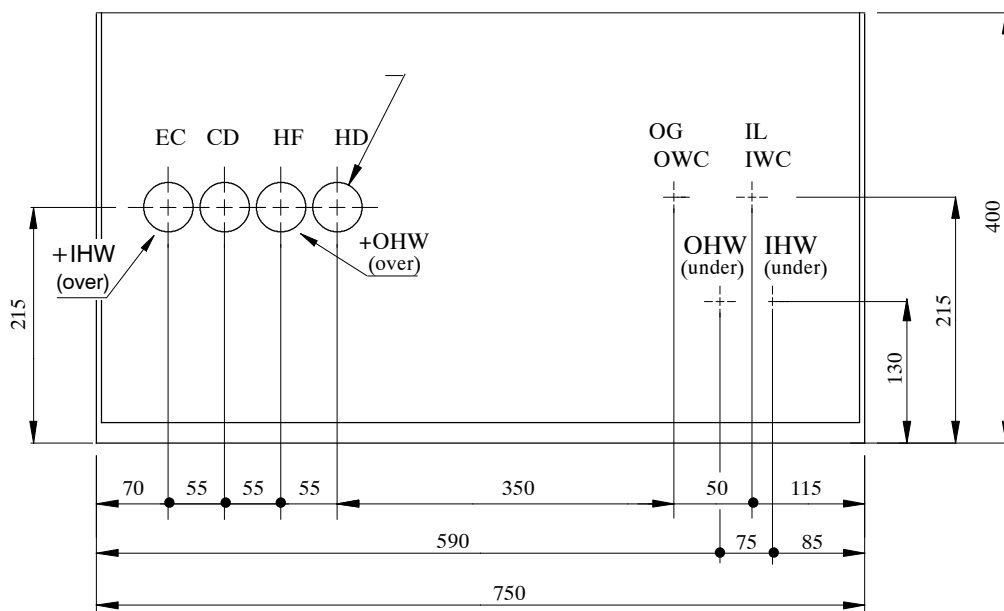 EC CD HF HD
OG IL
OWC IWC
+IHW
(over)
+OHW
(over)
OHW IHW
(under) (under)
215
130
215
400
70 55 55 55 350 50 115
590 75 85
750